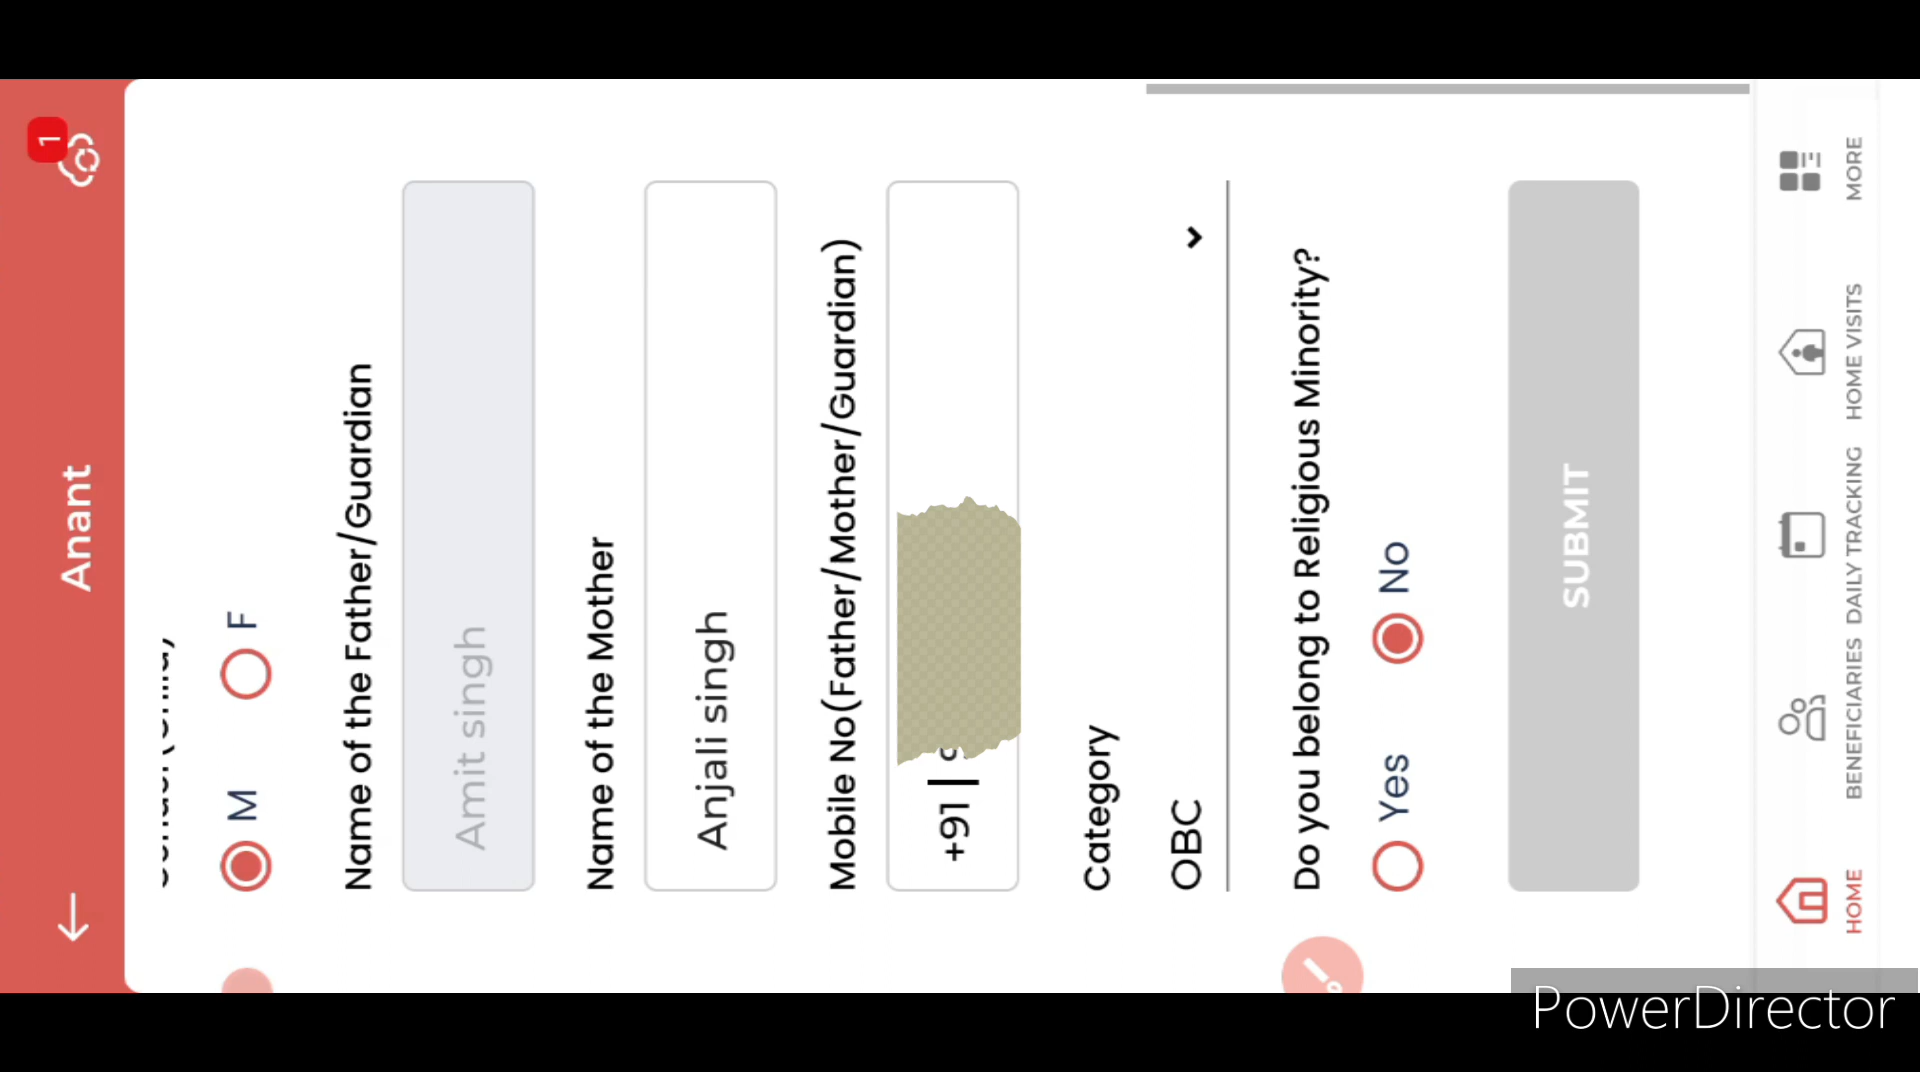 1
Anant
M F
Name of the Father/Guardian
Amit singh
Name of the Mother
Anjali singh
Mobile No(Father/Mother/Guardian)
+91
Category
OBC
Do you belong to Religious Minority?
Yes No
SUBMIT
HOME BENEFICIARIES DAILY TRACKING HOME VISITS MORE
PowerDirector